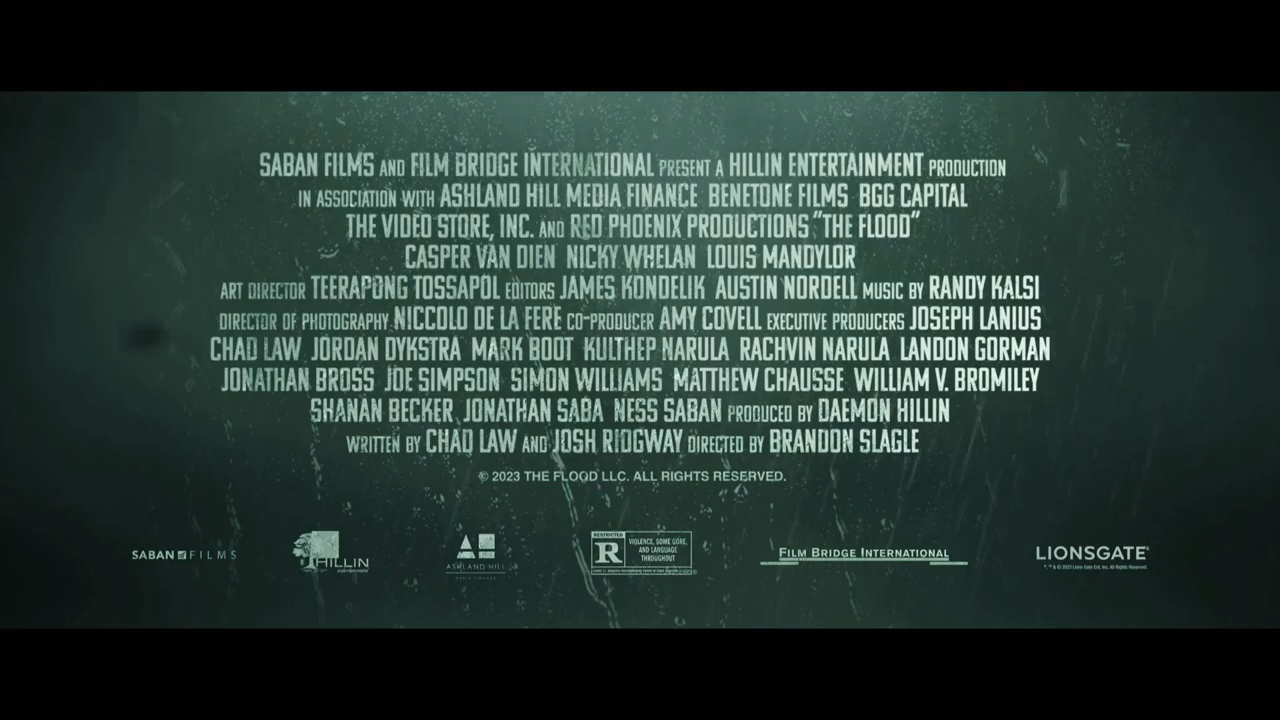 SABAN FILMS AND FILM BRIDGE INTERNATIONAL PRESENT A HILLIN ENTERTAINMENT PRODUCTION
IN ASSOCIATION WITH ASHLAND HILL MEDIA FINANCE BENETONE FILMS BGG CAPITAL
THE VIDEO STORE, INC. AND RED PHOENIX PRODUCTIONS "THE FLOOD"
CASPER VAN DIEN NICKY WHELAN LOUIS MANDYLOR
ART DIRECTOR TEERAPONG TOSSAPOL EDITORS JAMES KONDELIK AUSTIN NORDELL MUSIC BY RANDY KALSI
DIRECTOR OF PHOTOGRAPHY NICCOLO DE LA FERE CO-PRODUCER AMY COVELL EXECUTIVE PRODUCERS JOSEPH LANIUS
CHAD LAW JORDAN DYKSTRA MARK BOOT KULTHEP NARULA RACHVIN NARULA LANDON GORMAN
JONATHAN BROSS JOE SIMPSON SIMON WILLIAMS MATTHEW CHAUSSE WILLIAM V. BROMILEY
SHANAN BECKER JONATHAN SABA NESS SABAN PRODUCED BY DAEMON HILLIN
WRITTEN BY CHAD LAW AND JOSH RIDGWAY DIRECTED BY BRANDON SLAGLE
© 2023 THE FLOOD LLC. ALL RIGHTS RESERVED.
SABAN FILMS
HILLIN
ASHLAND HILL
MEDIA FINANCE
RESTRICTED
R
VIOLENCE, SOME GORE,
AND LANGUAGE
THROUGHOUT
FILM BRIDGE INTERNATIONAL
LIONSGATE